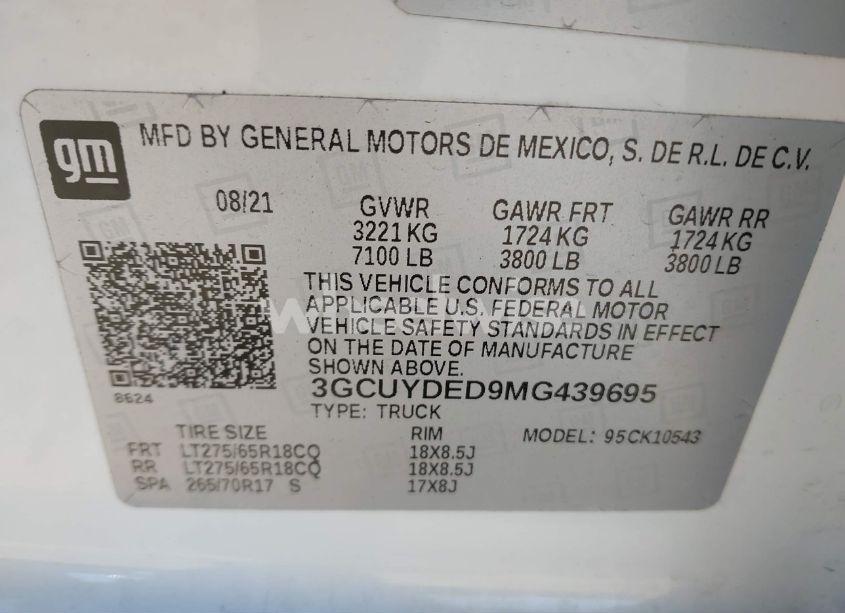 gm
MFD BY GENERAL MOTORS DE MEXICO, S. DE R.L. DE C.V.
08/21 GVWR GAWR FRT GAWR RR
3221 KG 1724 KG 1724 KG
7100 LB 3800 LB 3800 LB
THIS VEHICLE CONFORMS TO ALL
APPLICABLE U.S. FEDERAL MOTOR
VEHICLE SAFETY STANDARDS IN EFFECT
ON THE DATE OF MANUFACTURE
SHOWN ABOVE.
8624 3GCUYDED9MG439695
TYPE: TRUCK
TIRE SIZE RIM MODEL: 95CK10543
FRT LT275/65R18CQ 18X8.5J
RR LT275/65R18CQ 18X8.5J
SPA 265/70R17 S 17X8J